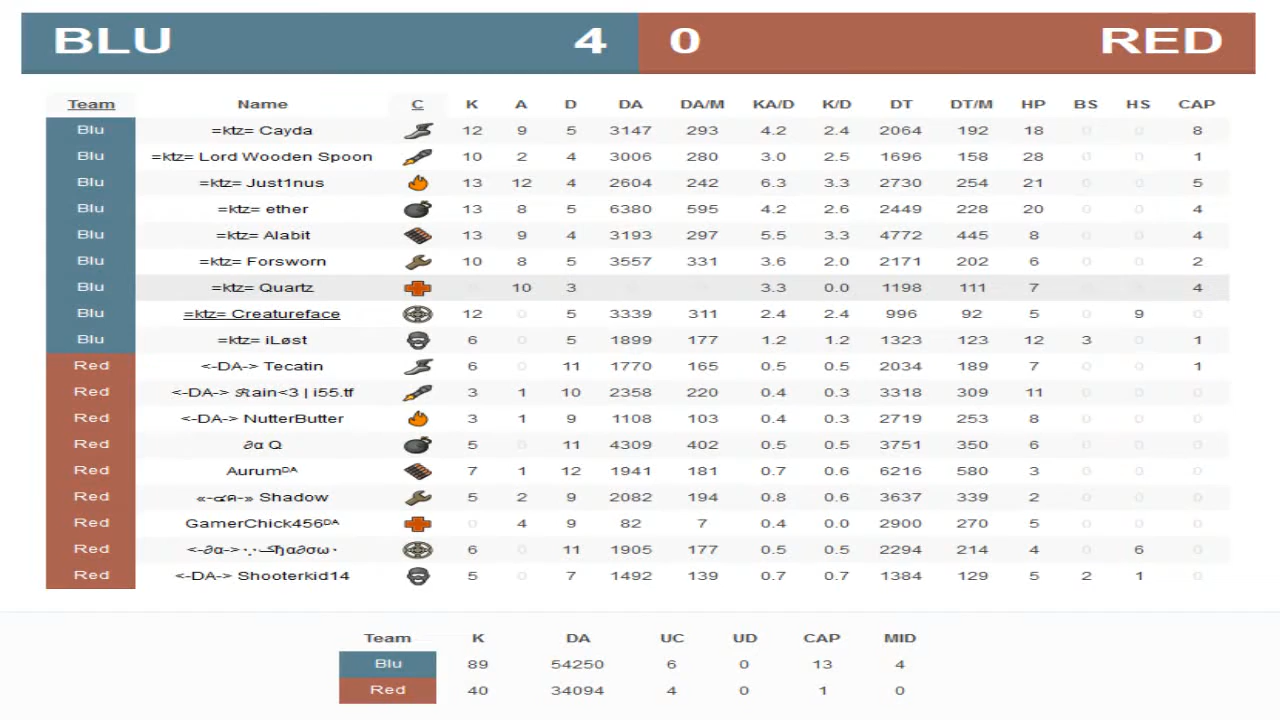 BLU 4 0 RED
Team Name C K A D DA DA/M KA/D K/D DT DT/M HP BS HS CAP
Blu =ktz= Cayda 12 9 5 3147 293 4.2 2.4 2064 192 18 0 0 8
Blu =ktz= Lord Wooden Spoon 10 2 4 3006 280 3.0 2.5 1696 158 28 0 0 1
Blu =ktz= Just1nus 13 12 4 2604 242 6.3 3.3 2730 254 21 0 0 5
Blu =ktz= ether 13 8 5 6380 595 4.2 2.6 2449 228 20 0 0 4
Blu =ktz= Alabit 13 9 4 3193 297 5.5 3.3 4772 445 8 0 0 4
Blu =ktz= Forsworn 10 8 5 3557 331 3.6 2.0 2171 202 6 0 0 2
Blu =ktz= Quartz 10 3 3.3 0.0 1198 111 7 4
Blu =ktz= Creatureface 12 0 5 3339 311 2.4 2.4 996 92 5 0 9 0
Blu =ktz= iLøst 6 0 5 1899 177 1.2 1.2 1323 123 12 3 0 1
Red <-DA-> Tecatin 6 0 11 1770 165 0.5 0.5 2034 189 7 0 0 1
Red <-DA-> ℛain<3 | i55.tf 3 1 10 2358 220 0.4 0.3 3318 309 11 0 0 0
Red <-DA-> NutterButter 3 1 9 1108 103 0.4 0.3 2719 253 8 0 0 0
Red ∂α Q 5 0 11 4309 402 0.5 0.5 3751 350 6 0 0 0
Red Aurumᴰᴬ 7 1 12 1941 181 0.7 0.6 6216 580 3 0 0 0
Red Shadow 5 2 9 2082 194 0.8 0.6 3637 339 2 0 0 0
Red GamerChick456ᴰᴬ 0 4 9 82 7 0.4 0.0 2900 270 5 0 0 0
Red 6 0 11 1905 177 0.5 0.5 2294 214 4 0 6 0
Red <-DA-> Shooterkid14 5 0 7 1492 139 0.7 0.7 1384 129 5 2 1 0
Team K DA UC UD CAP MID
Blu 89 54250 6 0 13 4
Red 40 34094 4 0 1 0